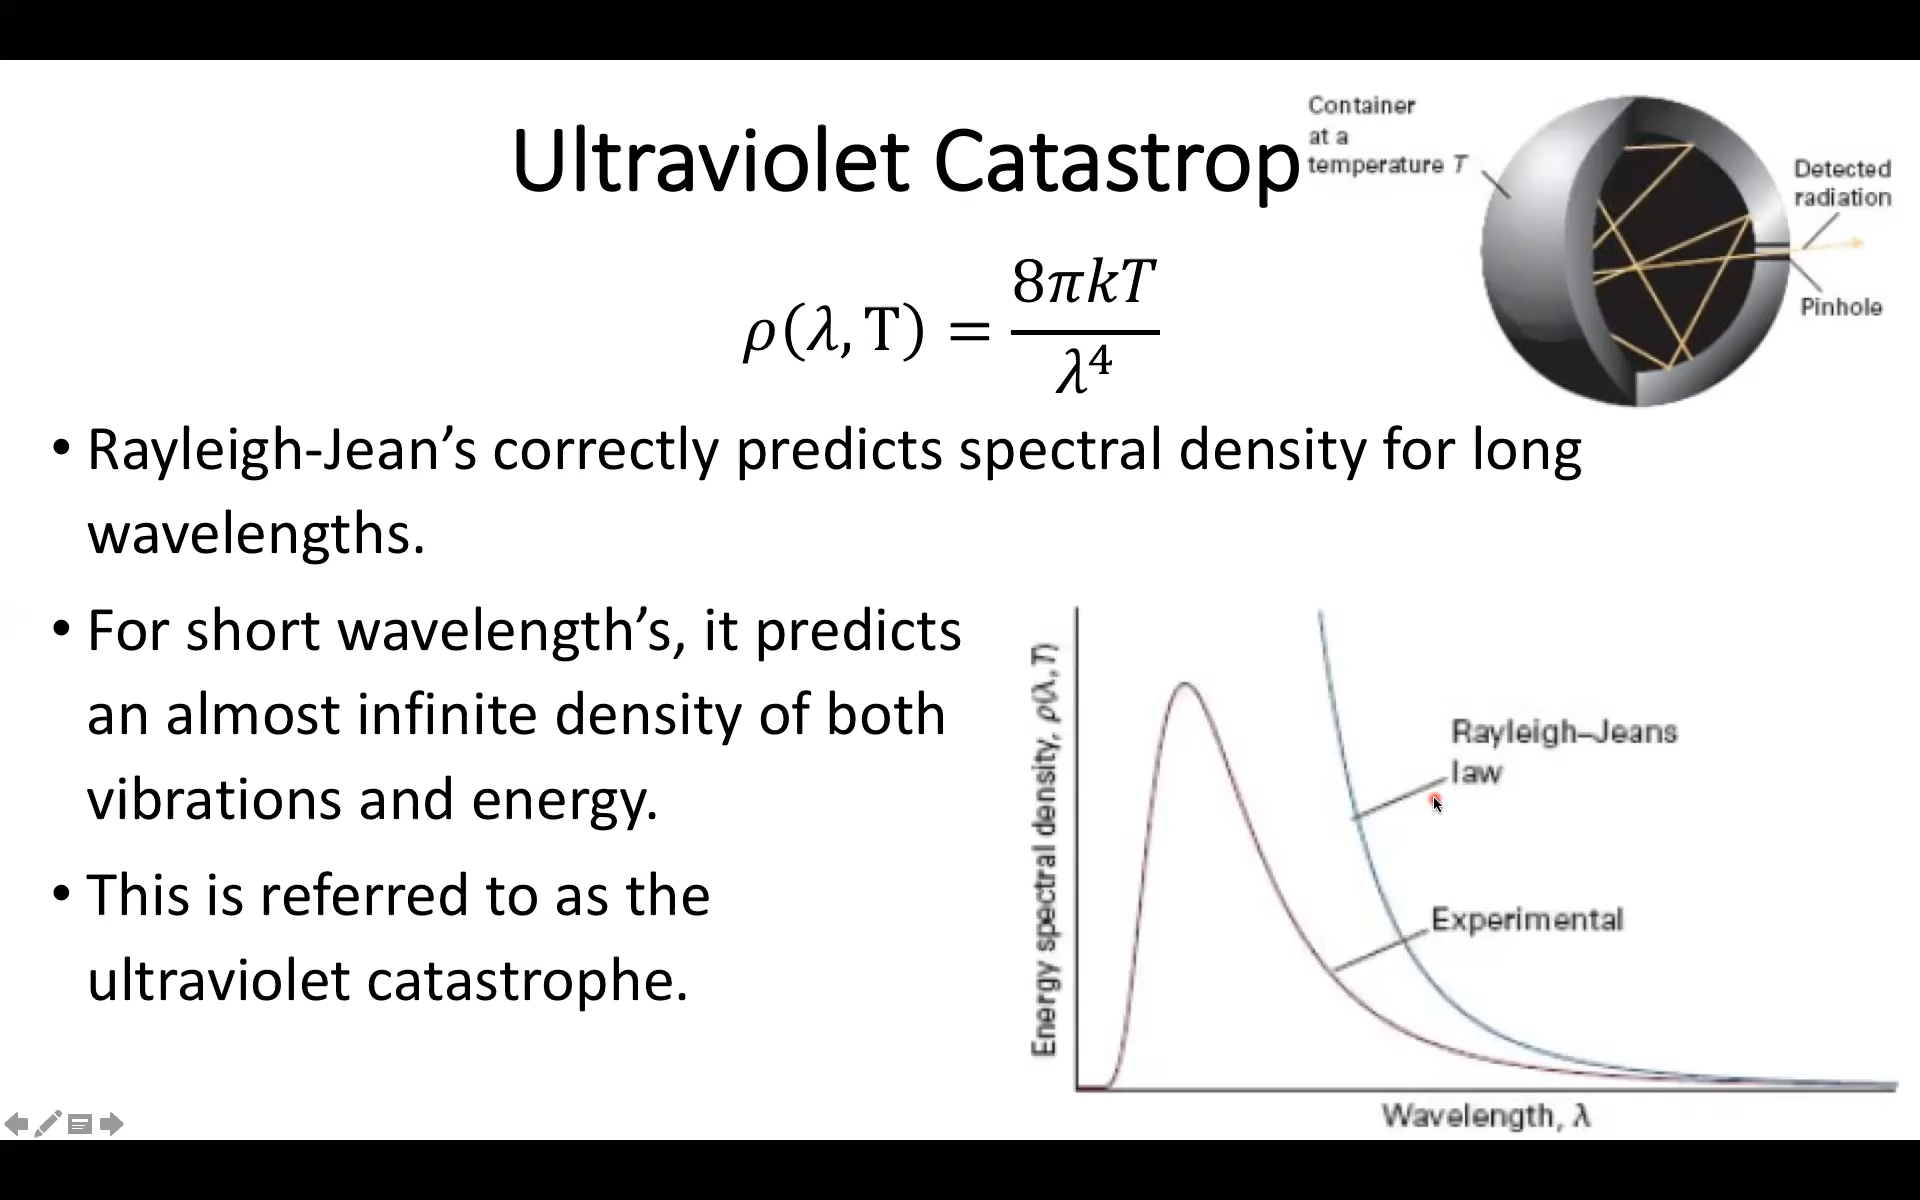 Ultraviolet Catastrop
Container
at a
temperature T
Detected
radiation
Pinhole
ρ(λ, T) = 8πkT / λ⁴
• Rayleigh-Jean’s correctly predicts spectral density for long
wavelengths.
• For short wavelength’s, it predicts
an almost infinite density of both
vibrations and energy.
• This is referred to as the
ultraviolet catastrophe.
Energy spectral density, ρ(λ,T)
Rayleigh–Jeans
law
Experimental
Wavelength, λ